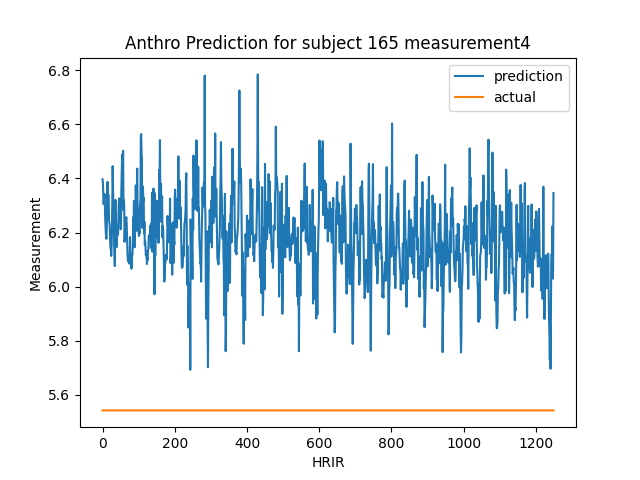 Anthro Prediction for subject 165 measurement4
prediction
actual
Measurement
6.8
6.6
6.4
6.2
6.0
5.8
5.6
0 200 400 600 800 1000 1200
HRIR